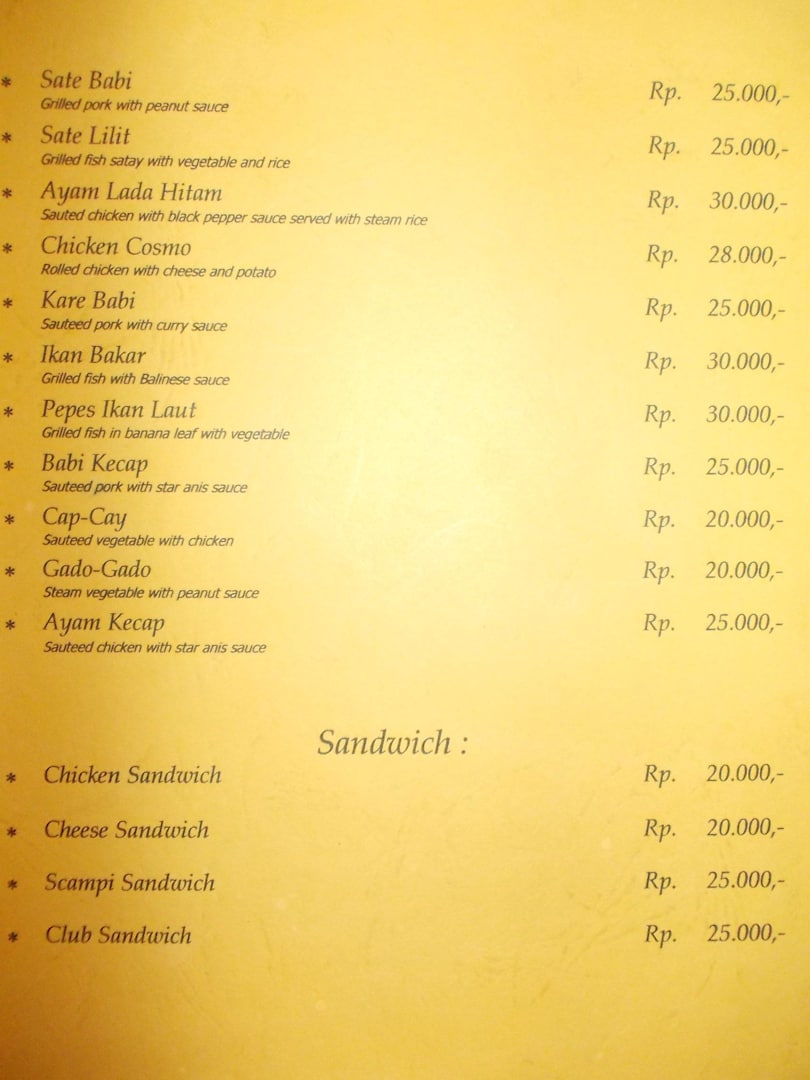 * Sate Babi Rp. 25.000,-
Grilled pork with peanut sauce
* Sate Lilit Rp. 25.000,-
Grilled fish satay with vegetable and rice
* Ayam Lada Hitam Rp. 30.000,-
Sauted chicken with black pepper sauce served with steam rice
* Chicken Cosmo Rp. 28.000,-
Rolled chicken with cheese and potato
* Kare Babi Rp. 25.000,-
Sauteed pork with curry sauce
* Ikan Bakar Rp. 30.000,-
Grilled fish with Balinese sauce
* Pepes Ikan Laut Rp. 30.000,-
Grilled fish in banana leaf with vegetable
* Babi Kecap Rp. 25.000,-
Sauteed pork with star anis sauce
* Cap-Cay Rp. 20.000,-
Sauteed vegetable with chicken
* Gado-Gado Rp. 20.000,-
Steam vegetable with peanut sauce
* Ayam Kecap Rp. 25.000,-
Sauteed chicken with star anis sauce
Sandwich :
* Chicken Sandwich Rp. 20.000,-
* Cheese Sandwich Rp. 20.000,-
* Scampi Sandwich Rp. 25.000,-
* Club Sandwich Rp. 25.000,-